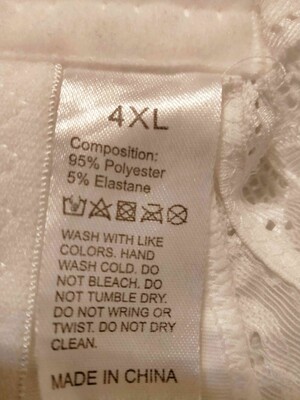 4XL
Composition:
95% Polyester
5% Elastane
WASH WITH LIKE
COLORS. HAND
WASH COLD. DO
NOT BLEACH. DO
NOT TUMBLE DRY.
DO NOT WRING OR
TWIST. DO NOT DRY
CLEAN.
MADE IN CHINA